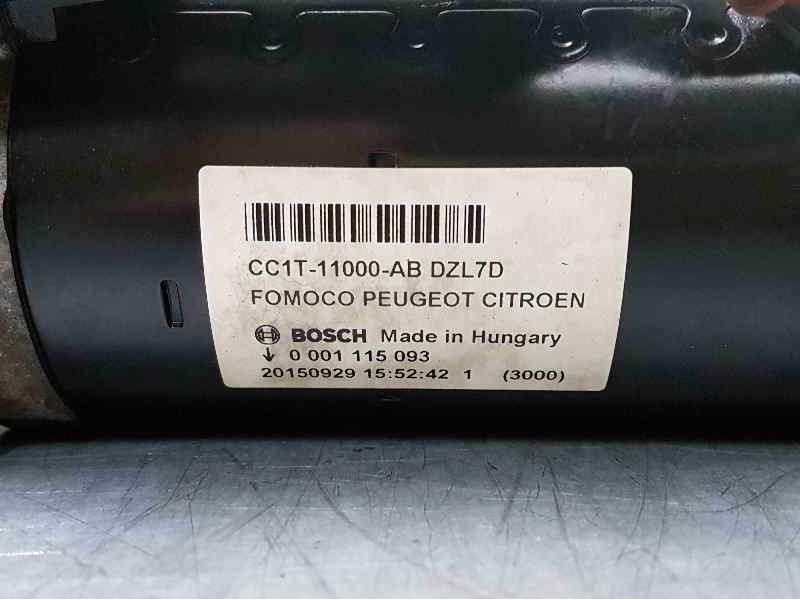 CC1T-11000-AB DZL7D
FOMOCO PEUGEOT CITROEN
BOSCH Made in Hungary
0 001 115 093
20150929 15:52:42 1 (3000)